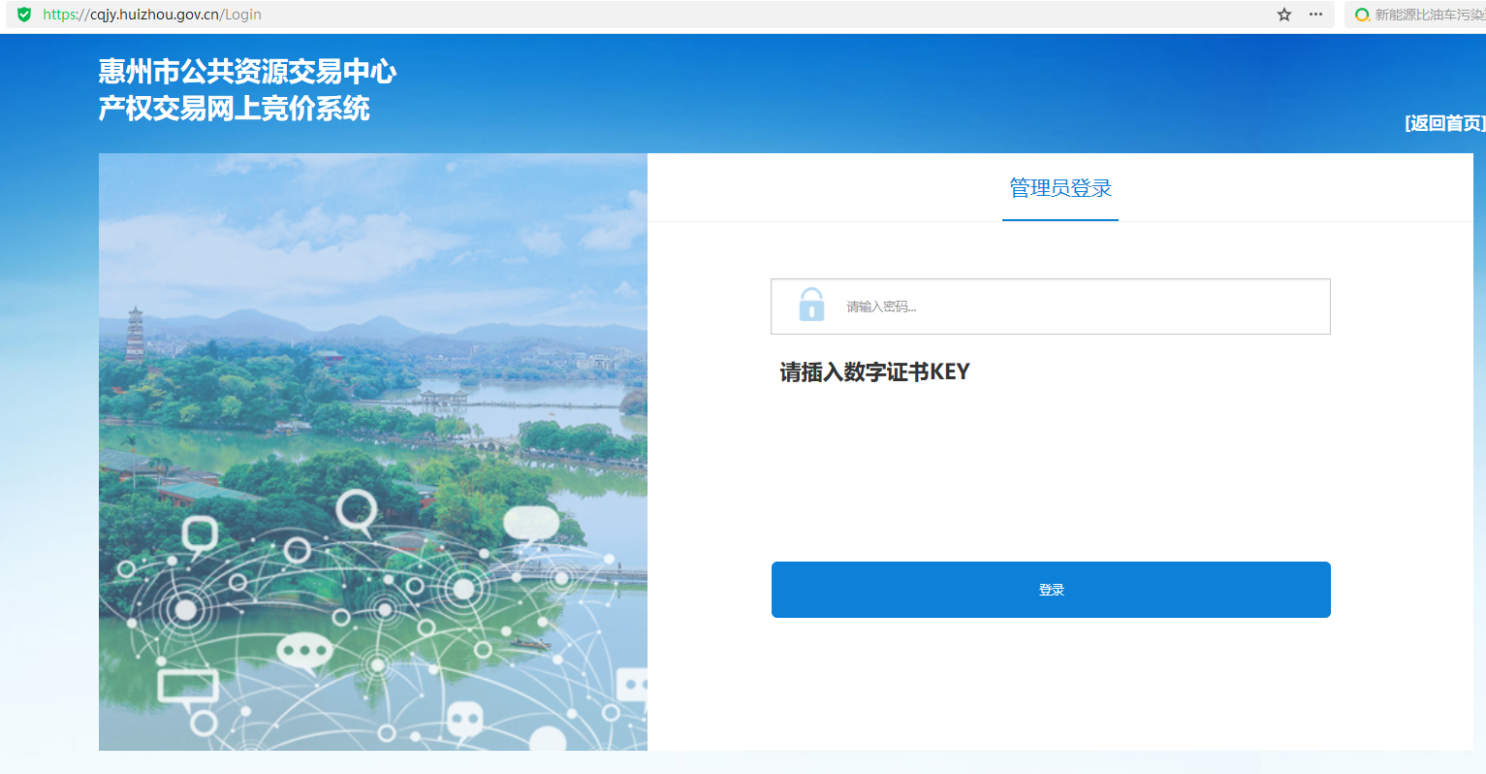 https://cqjy.huizhou.gov.cn/Login
新能源比油车污染
惠州市公共资源交易中心
产权交易网上竞价系统
[返回首页]
管理员登录
请输入密码...
请插入数字证书KEY
登录